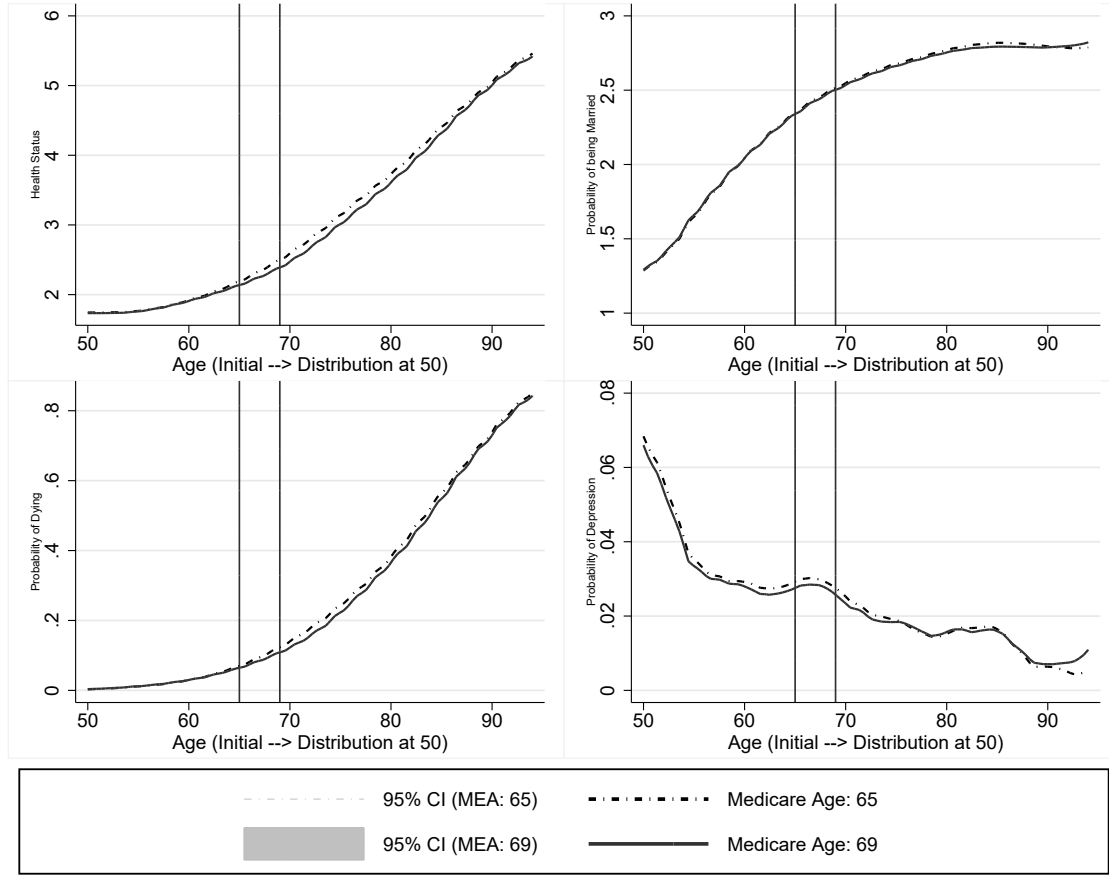 Health Status
6
5
4
3
2
50 60 70 80 90
Age (Initial --> Distribution at 50)
Probability of being Married
3
2.5
2
1.5
1
50 60 70 80 90
Age (Initial --> Distribution at 50)
Probability of Dying
.8
.6
.4
.2
0
50 60 70 80 90
Age (Initial --> Distribution at 50)
Probability of Depression
.08
.06
.04
.02
0
50 60 70 80 90
Age (Initial --> Distribution at 50)
95% CI (MEA: 65) Medicare Age: 65
95% CI (MEA: 69) Medicare Age: 69